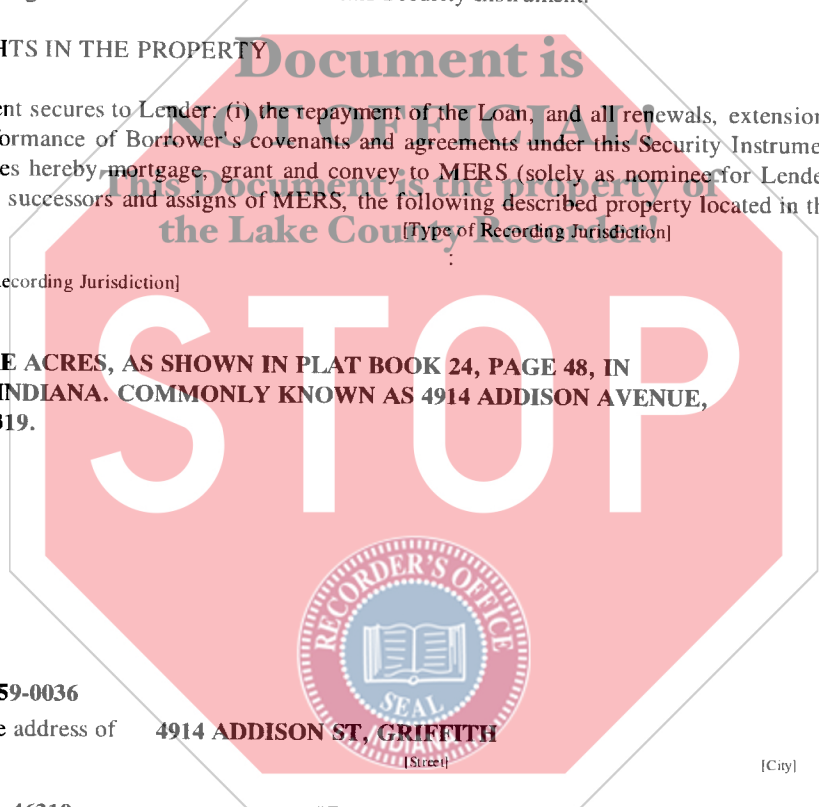 HTS IN THE PROPERTY
Document is
ent secures to Lender: (i) the repayment of the Loan, and all renewals, extension
NOT OFFICIAL!
formance of Borrower's covenants and agreements under this Security Instrume
es hereby mortgage, grant and convey to MERS (solely as nominee for Lende
This Document is the property of
successors and assigns of MERS, the following described property located in th
the Lake County Recorder!
[Type of Recording Jurisdiction]
:
ecording Jurisdiction]
STOP
E ACRES, AS SHOWN IN PLAT BOOK 24, PAGE 48, IN
INDIANA. COMMONLY KNOWN AS 4914 ADDISON AVENUE,
319.
RECORDER'S OFFICE
SEAL
INDIANA
59-0036
e address of 4914 ADDISON ST, GRIFFITH
[Street]
[City]